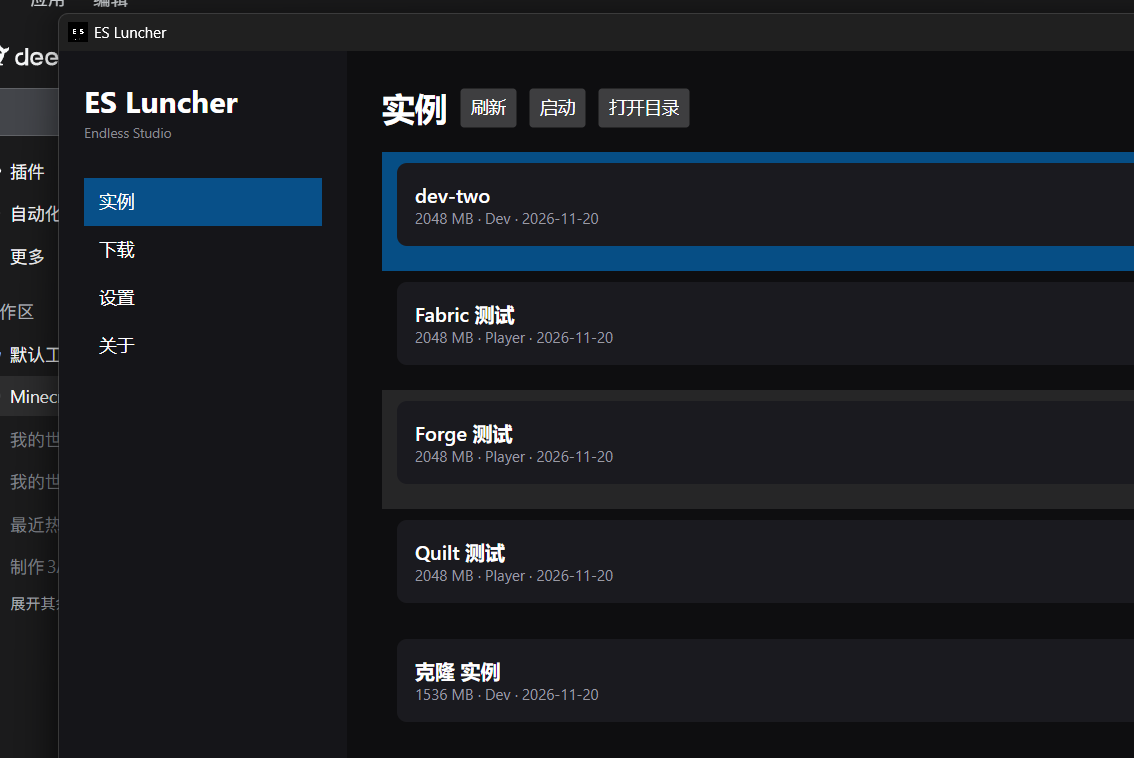 应用 编辑
ES
ES Luncher
dee
插件
自动化
更多
作区
默认工
Minec
我的世
我的世
最近热
制作3
展开其
ES Luncher
Endless Studio
实例
下载
设置
关于
实例 刷新 启动 打开目录
dev-two
2048 MB · Dev · 2026-11-20
Fabric 测试
2048 MB · Player · 2026-11-20
Forge 测试
2048 MB · Player · 2026-11-20
Quilt 测试
2048 MB · Player · 2026-11-20
克隆 实例
1536 MB · Dev · 2026-11-20